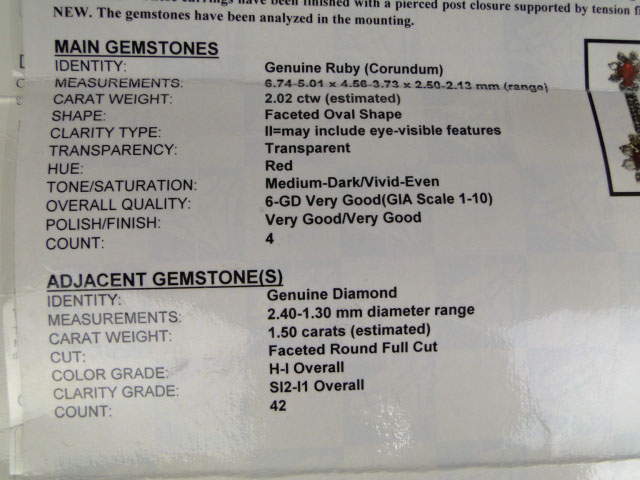 earrings have been finished with a pierced post closure supported by tension
NEW. The gemstones have been analyzed in the mounting.
MAIN GEMSTONES
IDENTITY: Genuine Ruby (Corundum)
MEASUREMENTS: 6.74-5.01 x 4.56-3.73 x 2.50-2.13 mm (range)
CARAT WEIGHT: 2.02 ctw (estimated)
SHAPE: Faceted Oval Shape
CLARITY TYPE: II=may include eye-visible features
TRANSPARENCY: Transparent
HUE: Red
TONE/SATURATION: Medium-Dark/Vivid-Even
OVERALL QUALITY: 6-GD Very Good(GIA Scale 1-10)
POLISH/FINISH: Very Good/Very Good
COUNT: 4
ADJACENT GEMSTONE(S)
IDENTITY: Genuine Diamond
MEASUREMENTS: 2.40-1.30 mm diameter range
CARAT WEIGHT: 1.50 carats (estimated)
CUT: Faceted Round Full Cut
COLOR GRADE: H-I Overall
CLARITY GRADE: SI2-I1 Overall
COUNT: 42